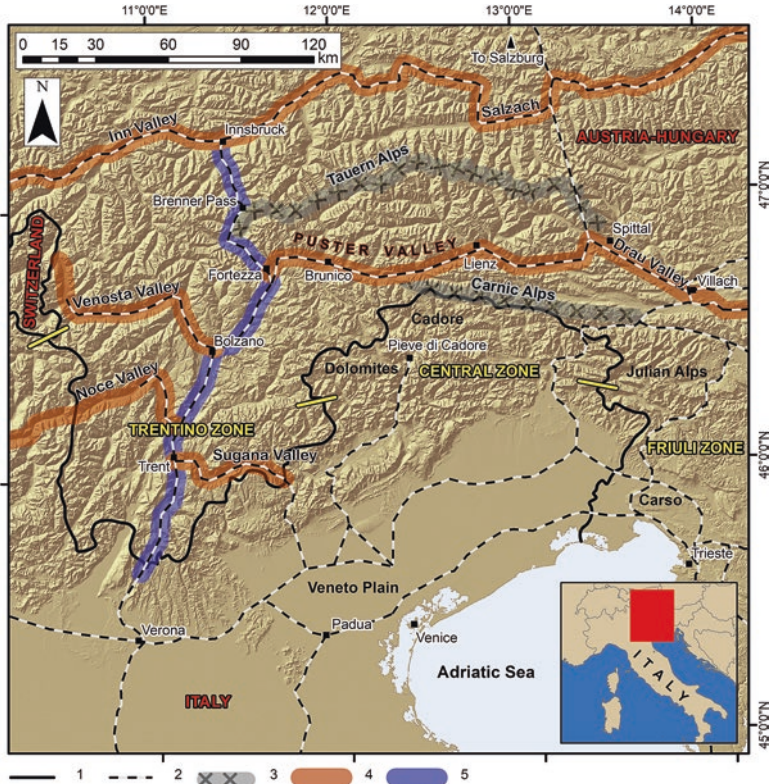 11°0'0"E 12°0'0"E 13°0'0"E 14°0'0"E
0 15 30 60 90 120
km
To Salzburg
N
Salzach
Inn Valley
Innsbruck
AUSTRIA-HUNGARY
Tauern Alps
47°0'0"N
Brenner Pass
SWITZERLAND
PUSTER VALLEY
Spittal
Fortezza
Brunico
Lienz
Drau Valley
Villach
Venosta Valley
Carnic Alps
Cadore
Bolzano
Pieve di Cadore
Dolomites
CENTRAL ZONE
Julian Alps
Noce Valley
TRENTINO ZONE
Sugana Valley
FRIULI ZONE
46°0'0"N
Trent
Carso
Trieste
Veneto Plain
Verona
Padua
Venice
Adriatic Sea
ITALY
ITALY
45°0'0"N
1 2 3 4 5